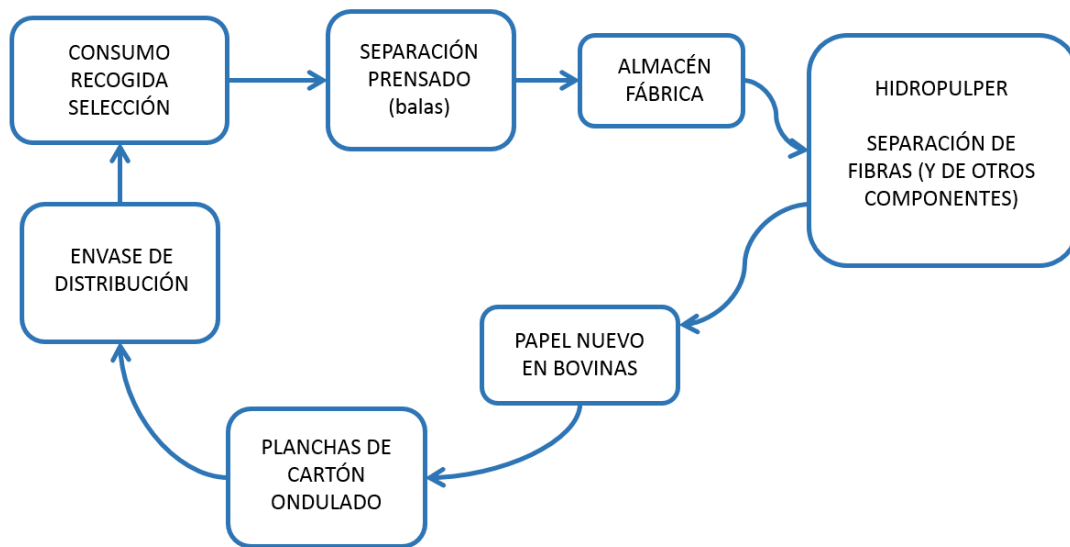 CONSUMO
RECOGIDA
SELECCIÓN
SEPARACIÓN
PRENSADO
(balas)
ALMACÉN
FÁBRICA
HIDROPULPER
SEPARACIÓN DE
FIBRAS (Y DE OTROS
COMPONENTES)
PAPEL NUEVO
EN BOVINAS
PLANCHAS DE
CARTÓN
ONDULADO
ENVASE DE
DISTRIBUCIÓN